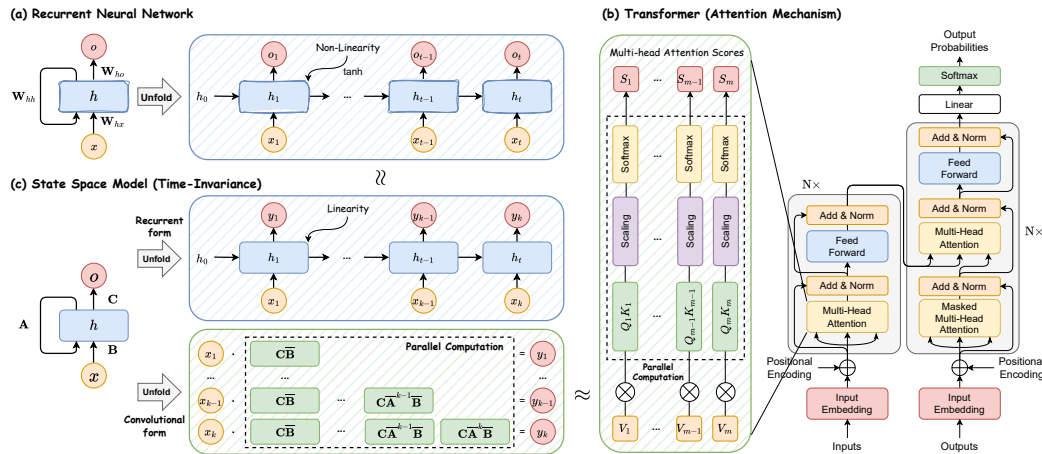 (a) Recurrent Neural Network
o
W_ho
W_hh
h
W_hx
x
Unfold
Non-Linearity
tanh
o_1
o_{t-1}
o_t
h_0
h_1
...
h_{t-1}
h_t
x_1
x_{t-1}
x_t
≈
(c) State Space Model (Time-Invariance)
o
C
A
h
B
x
Recurrent
form
Unfold
Linearity
y_1
y_{k-1}
y_k
h_0
h_1
...
h_{t-1}
h_t
x_1
x_{k-1}
x_k
Unfold
Convolutional
form
Parallel Computation
x_1 · CB̅ = y_1
... ... ...
x_{k-1} · CB̅ ... CA̅^{k-1}B̅ = y_{k-1}
x_k · CB̅ ... CA̅^{k-1}B̅ CA̅^kB̅ = y_k
≈
(b) Transformer (Attention Mechanism)
Multi-head Attention Scores
S_1 ... S_{m-1} S_m
Softmax ... Softmax Softmax
Scaling ... Scaling Scaling
Q_1K_1 ... Q_{m-1}K_{m-1} Q_mK_m
Parallel
Computation
V_1 ... V_{m-1} V_m
Output
Probabilities
Softmax
Linear
Add & Norm
Feed
Forward
Add & Norm
Multi-Head
Attention
N×
Add & Norm
Masked
Multi-Head
Attention
Positional
Encoding
Input
Embedding
Outputs
N×
Add & Norm
Feed
Forward
Add & Norm
Multi-Head
Attention
Positional
Encoding
Input
Embedding
Inputs